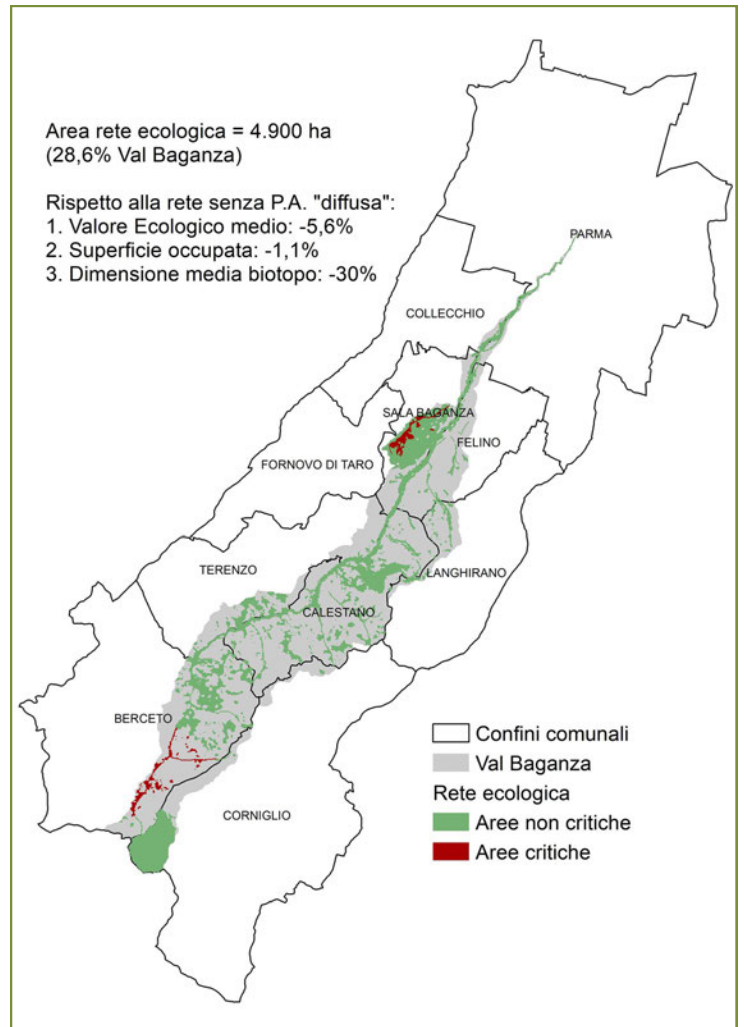 Area rete ecologica = 4.900 ha
(28,6% Val Baganza)
Rispetto alla rete senza P.A. "diffusa":
1. Valore Ecologico medio: -5,6%
2. Superficie occupata: -1,1%
3. Dimensione media biotopo: -30%
PARMA
COLLECCHIO
SALA BAGANZA
FELINO
FORNOVO DI TARO
TERENZO
LANGHIRANO
CALESTANO
BERCETO
CORNIGLIO
Confini comunali
Val Baganza
Rete ecologica
Aree non critiche
Aree critiche